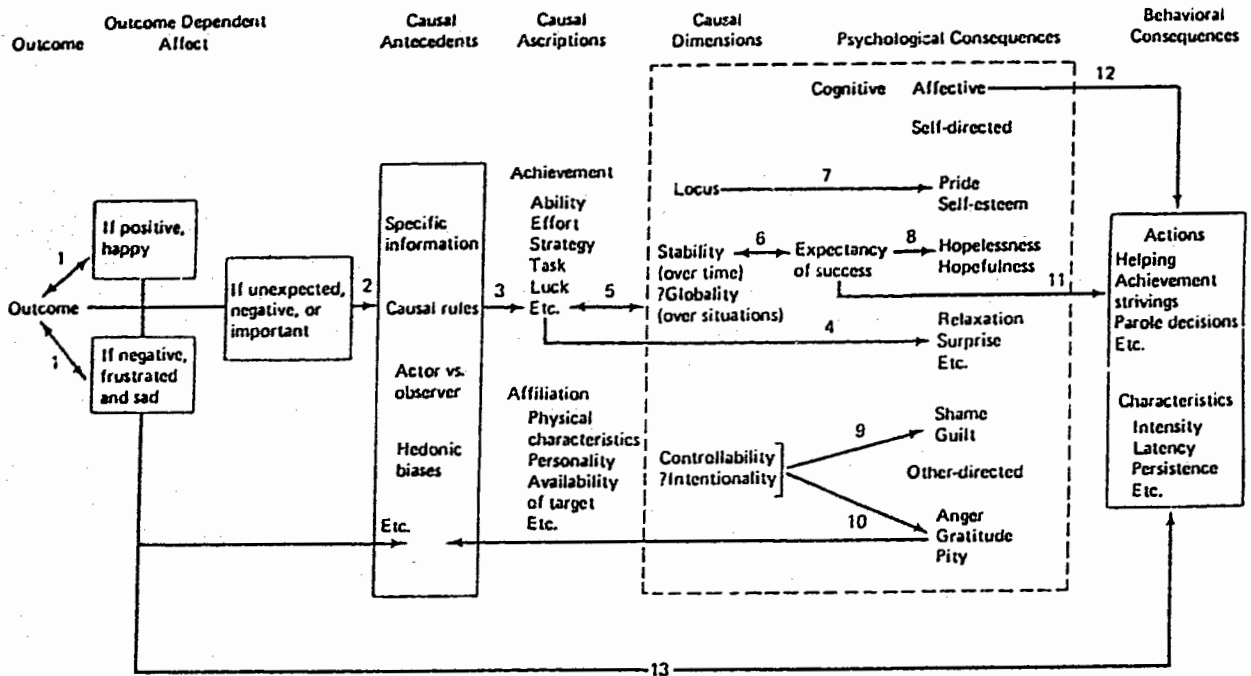 Outcome
Outcome Dependent
Affect
Causal
Antecedents
Causal
Ascriptions
Causal
Dimensions
Psychological Consequences
Behavioral
Consequences
1
If positive,
happy
Outcome
1
If negative,
frustrated
and sad
If unexpected,
negative, or
important
2
Specific
information
Causal rules
Actor vs.
observer
Hedonic
biases
Etc.
3
Achievement
Ability
Effort
Strategy
Task
Luck
Etc.
Affiliation
Physical
characteristics
Personality
Availability
of target
Etc.
5
4
Cognitive
Affective
12
Self-directed
Locus
7
Pride
Self-esteem
Stability
(over time)
?Globality
(over situations)
6
Expectancy
of success
8
Hopelessness
Hopefulness
11
Relaxation
Surprise
Etc.
Controllability
?Intentionality
9
Shame
Guilt
Other-directed
10
Anger
Gratitude
Pity
Actions
Helping
Achievement
strivings
Parole decisions
Etc.
Characteristics
Intensity
Latency
Persistence
Etc.
13